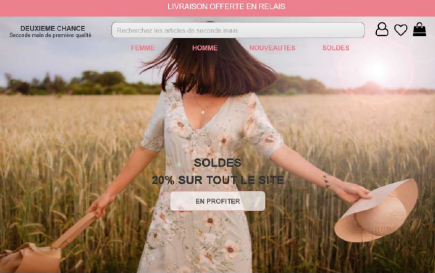 LIVRAISON OFFERTE EN RELAIS
DEUXIEME CHANCE
Seconde main de première qualité
Recherchez les articles de seconde main
FEMME HOMME NOUVEAUTES SOLDES
SOLDES
20% SUR TOUT LE SITE
EN PROFITER